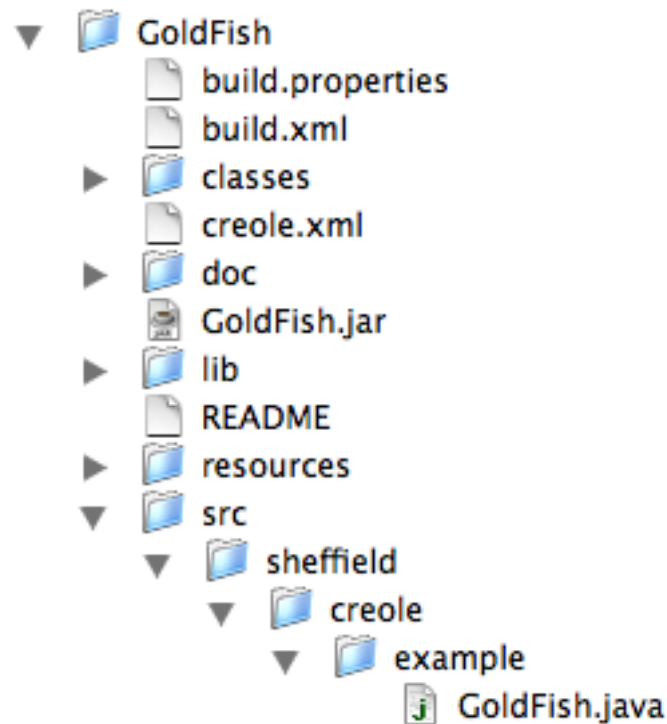 GoldFish
build.properties
build.xml
classes
creole.xml
doc
GoldFish.jar
lib
README
resources
src
sheffield
creole
example
GoldFish.java